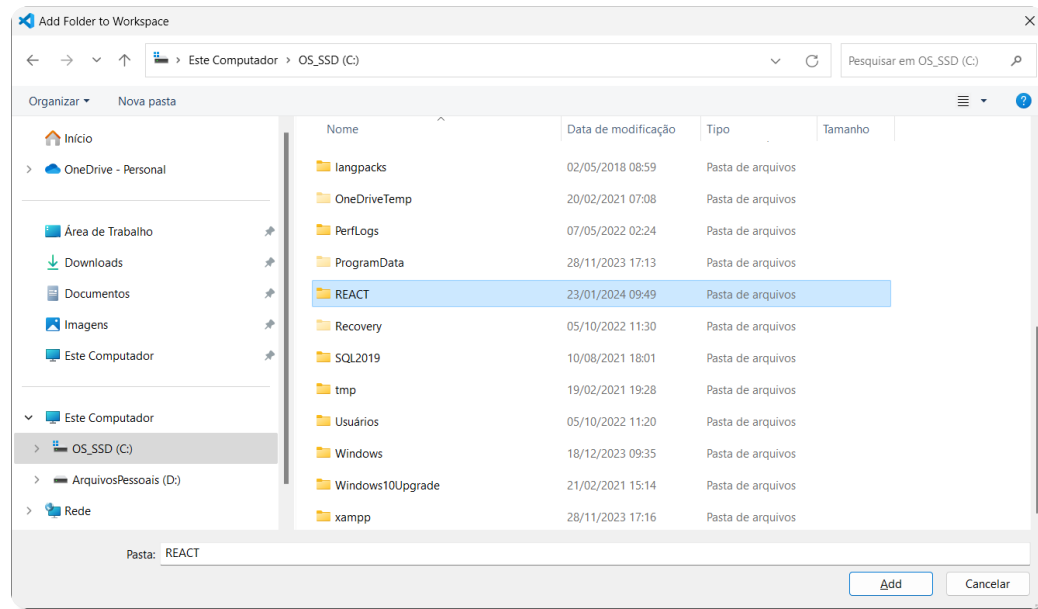 Add Folder to Workspace
Este Computador > OS_SSD (C:)
Pesquisar em OS_SSD (C:)
Organizar
Nova pasta
Início
OneDrive - Personal
Área de Trabalho
Downloads
Documentos
Imagens
Este Computador
Este Computador
OS_SSD (C:)
ArquivosPessoais (D:)
Rede
Nome Data de modificação Tipo Tamanho
langpacks 02/05/2018 08:59 Pasta de arquivos
OneDriveTemp 20/02/2021 07:08 Pasta de arquivos
PerfLogs 07/05/2022 02:24 Pasta de arquivos
ProgramData 28/11/2023 17:13 Pasta de arquivos
REACT 23/01/2024 09:49 Pasta de arquivos
Recovery 05/10/2022 11:30 Pasta de arquivos
SQL2019 10/08/2021 18:01 Pasta de arquivos
tmp 19/02/2021 19:28 Pasta de arquivos
Usuários 05/10/2022 11:20 Pasta de arquivos
Windows 18/12/2023 09:35 Pasta de arquivos
Windows10Upgrade 21/02/2021 15:14 Pasta de arquivos
xampp 28/11/2023 17:16 Pasta de arquivos
Pasta: REACT
Add
Cancelar